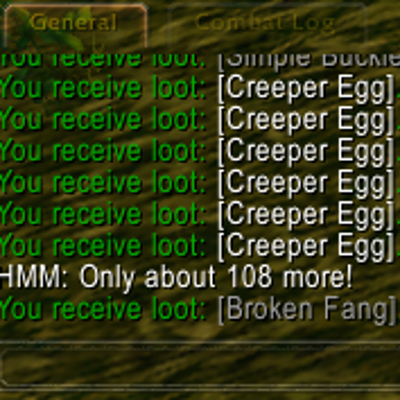 General Combat Log
You receive loot: [Simple Buckle
You receive loot: [Creeper Egg].
You receive loot: [Creeper Egg].
You receive loot: [Creeper Egg].
You receive loot: [Creeper Egg].
You receive loot: [Creeper Egg].
You receive loot: [Creeper Egg].
HMM: Only about 108 more!
You receive loot: [Broken Fang].